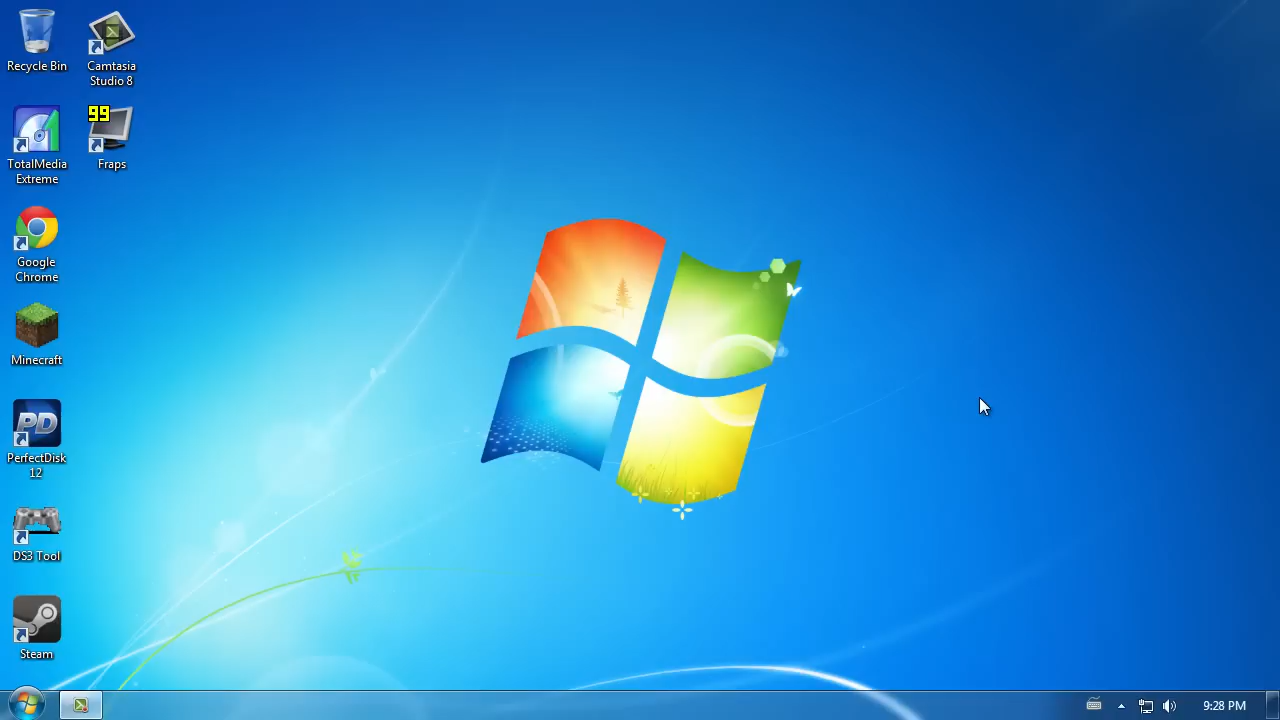 Recycle Bin
Camtasia
Studio 8
TotalMedia
Extreme
99
Fraps
Google
Chrome
Minecraft
PD
PerfectDisk
12
DS3 Tool
Steam
9:28 PM